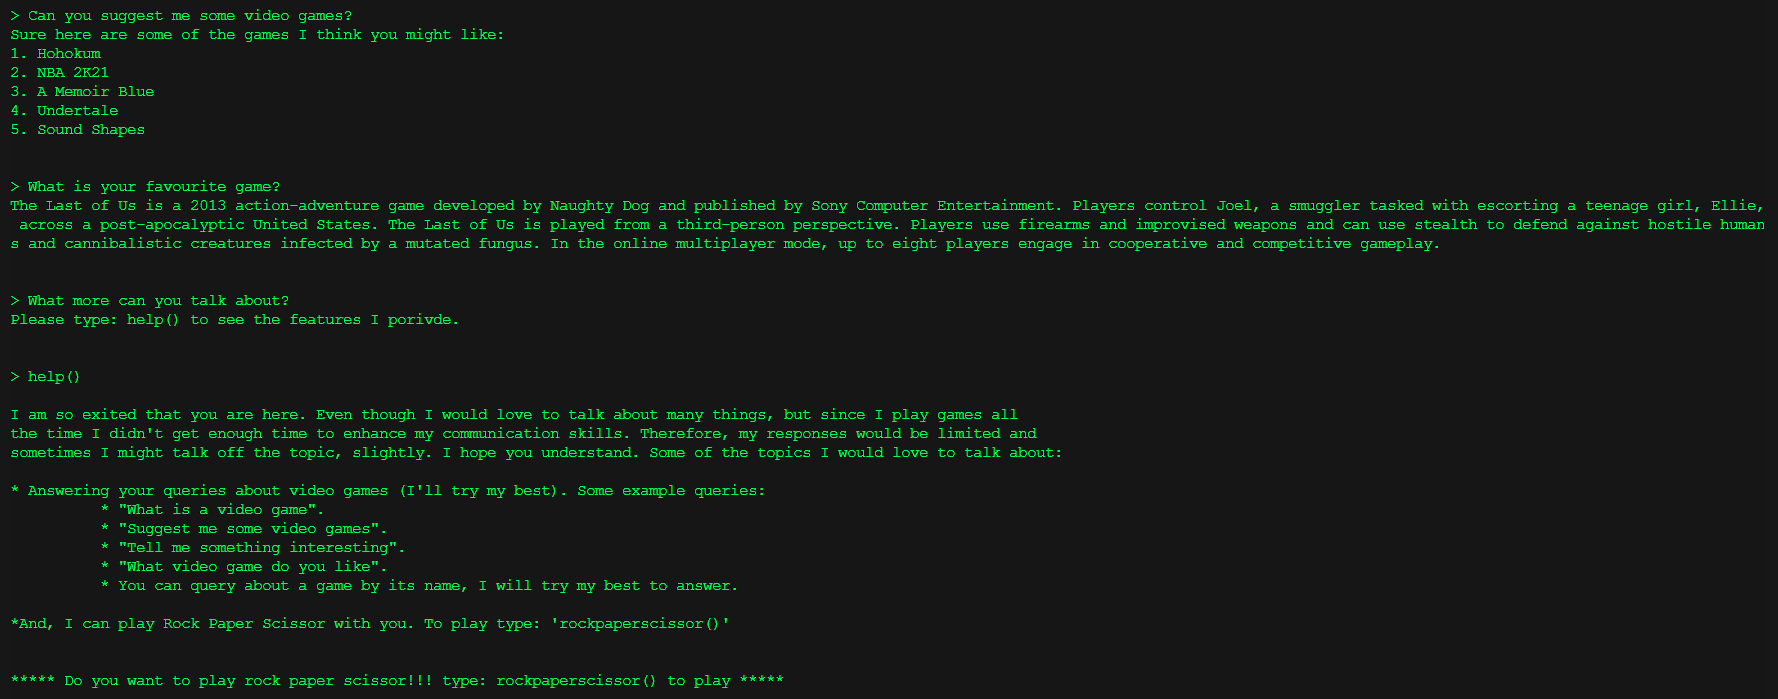 > Can you suggest me some video games?
Sure here are some of the games I think you might like:
1. Hohokum
2. NBA 2K21
3. A Memoir Blue
4. Undertale
5. Sound Shapes
> What is your favourite game?
The Last of Us is a 2013 action-adventure game developed by Naughty Dog and published by Sony Computer Entertainment. Players control Joel, a smuggler tasked with escorting a teenage girl, Ellie,
across a post-apocalyptic United States. The Last of Us is played from a third-person perspective. Players use firearms and improvised weapons and can use stealth to defend against hostile human
s and cannibalistic creatures infected by a mutated fungus. In the online multiplayer mode, up to eight players engage in cooperative and competitive gameplay.
> What more can you talk about?
Please type: help() to see the features I porivde.
> help()
I am so exited that you are here. Even though I would love to talk about many things, but since I play games all
the time I didn't get enough time to enhance my communication skills. Therefore, my responses would be limited and
sometimes I might talk off the topic, slightly. I hope you understand. Some of the topics I would love to talk about:
* Answering your queries about video games (I'll try my best). Some example queries:
* "What is a video game".
* "Suggest me some video games".
* "Tell me something interesting".
* "What video game do you like".
* You can query about a game by its name, I will try my best to answer.
*And, I can play Rock Paper Scissor with you. To play type: 'rockpaperscissor()'
***** Do you want to play rock paper scissor!!! type: rockpaperscissor() to play *****